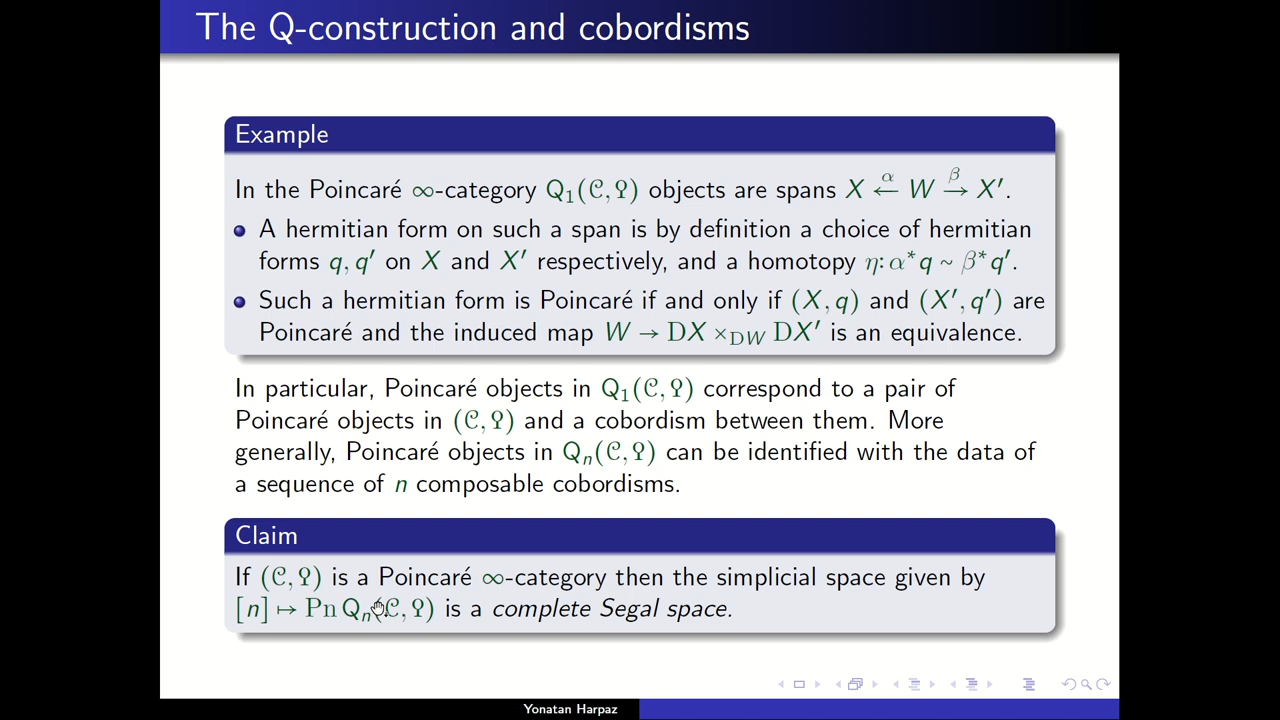 The Q-construction and cobordisms
Example
In the Poincaré ∞-category Q₁(𝒞, Ϙ) objects are spans X ←α W →β X′.
A hermitian form on such a span is by definition a choice of hermitian
forms q, q′ on X and X′ respectively, and a homotopy η: α*q ~ β*q′.
Such a hermitian form is Poincaré if and only if (X, q) and (X′, q′) are
Poincaré and the induced map W → DX ×_DW DX′ is an equivalence.
In particular, Poincaré objects in Q₁(𝒞, Ϙ) correspond to a pair of
Poincaré objects in (𝒞, Ϙ) and a cobordism between them. More
generally, Poincaré objects in Qₙ(𝒞, Ϙ) can be identified with the data of
a sequence of n composable cobordisms.
Claim
If (𝒞, Ϙ) is a Poincaré ∞-category then the simplicial space given by
[n] ↦ Pn Qₙ(𝒞, Ϙ) is a complete Segal space.
Yonatan Harpaz